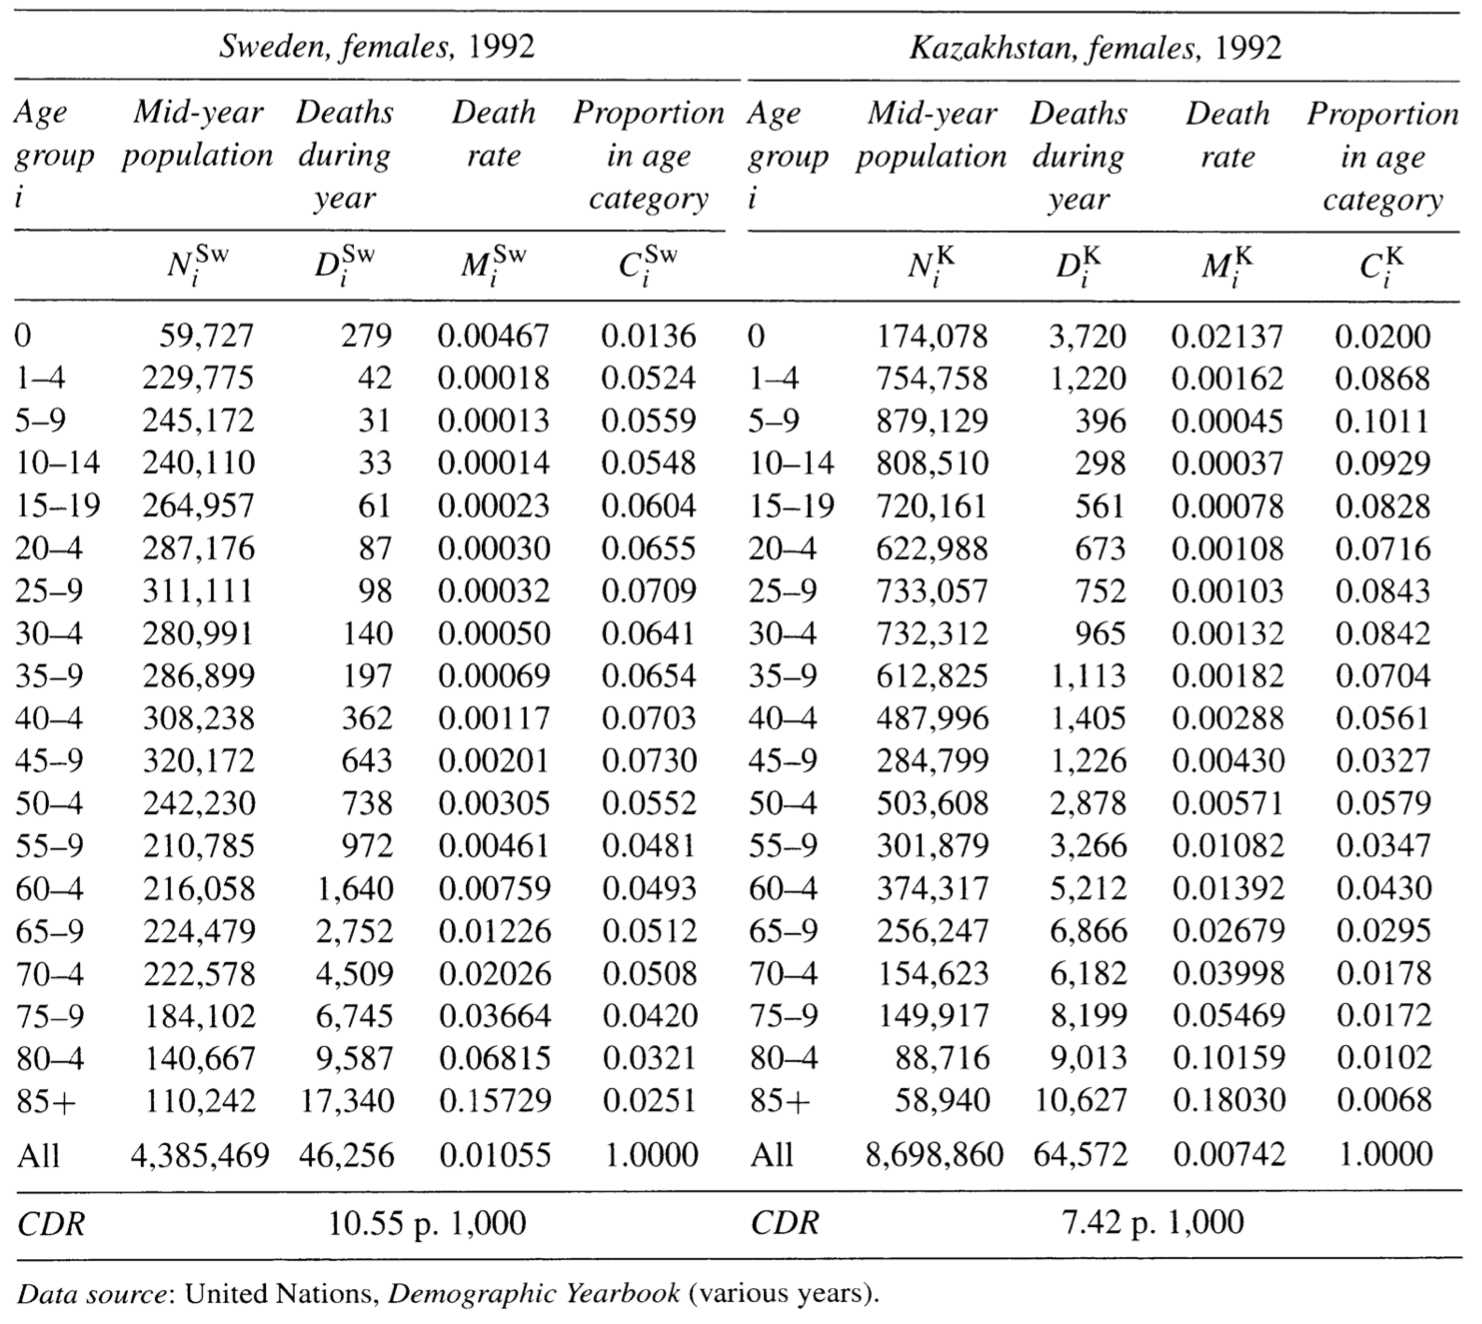 Sweden, females, 1992 Kazakhstan, females, 1992
Age Mid-year Deaths Death Proportion Age Mid-year Deaths Death Proportion
group population during rate in age group population during rate in age
i year category i year category
N_i^Sw D_i^Sw M_i^Sw C_i^Sw N_i^K D_i^K M_i^K C_i^K
0 59,727 279 0.00467 0.0136 0 174,078 3,720 0.02137 0.0200
1–4 229,775 42 0.00018 0.0524 1–4 754,758 1,220 0.00162 0.0868
5–9 245,172 31 0.00013 0.0559 5–9 879,129 396 0.00045 0.1011
10–14 240,110 33 0.00014 0.0548 10–14 808,510 298 0.00037 0.0929
15–19 264,957 61 0.00023 0.0604 15–19 720,161 561 0.00078 0.0828
20–4 287,176 87 0.00030 0.0655 20–4 622,988 673 0.00108 0.0716
25–9 311,111 98 0.00032 0.0709 25–9 733,057 752 0.00103 0.0843
30–4 280,991 140 0.00050 0.0641 30–4 732,312 965 0.00132 0.0842
35–9 286,899 197 0.00069 0.0654 35–9 612,825 1,113 0.00182 0.0704
40–4 308,238 362 0.00117 0.0703 40–4 487,996 1,405 0.00288 0.0561
45–9 320,172 643 0.00201 0.0730 45–9 284,799 1,226 0.00430 0.0327
50–4 242,230 738 0.00305 0.0552 50–4 503,608 2,878 0.00571 0.0579
55–9 210,785 972 0.00461 0.0481 55–9 301,879 3,266 0.01082 0.0347
60–4 216,058 1,640 0.00759 0.0493 60–4 374,317 5,212 0.01392 0.0430
65–9 224,479 2,752 0.01226 0.0512 65–9 256,247 6,866 0.02679 0.0295
70–4 222,578 4,509 0.02026 0.0508 70–4 154,623 6,182 0.03998 0.0178
75–9 184,102 6,745 0.03664 0.0420 75–9 149,917 8,199 0.05469 0.0172
80–4 140,667 9,587 0.06815 0.0321 80–4 88,716 9,013 0.10159 0.0102
85+ 110,242 17,340 0.15729 0.0251 85+ 58,940 10,627 0.18030 0.0068
All 4,385,469 46,256 0.01055 1.0000 All 8,698,860 64,572 0.00742 1.0000
CDR 10.55 p. 1,000 CDR 7.42 p. 1,000
Data source: United Nations, Demographic Yearbook (various years).